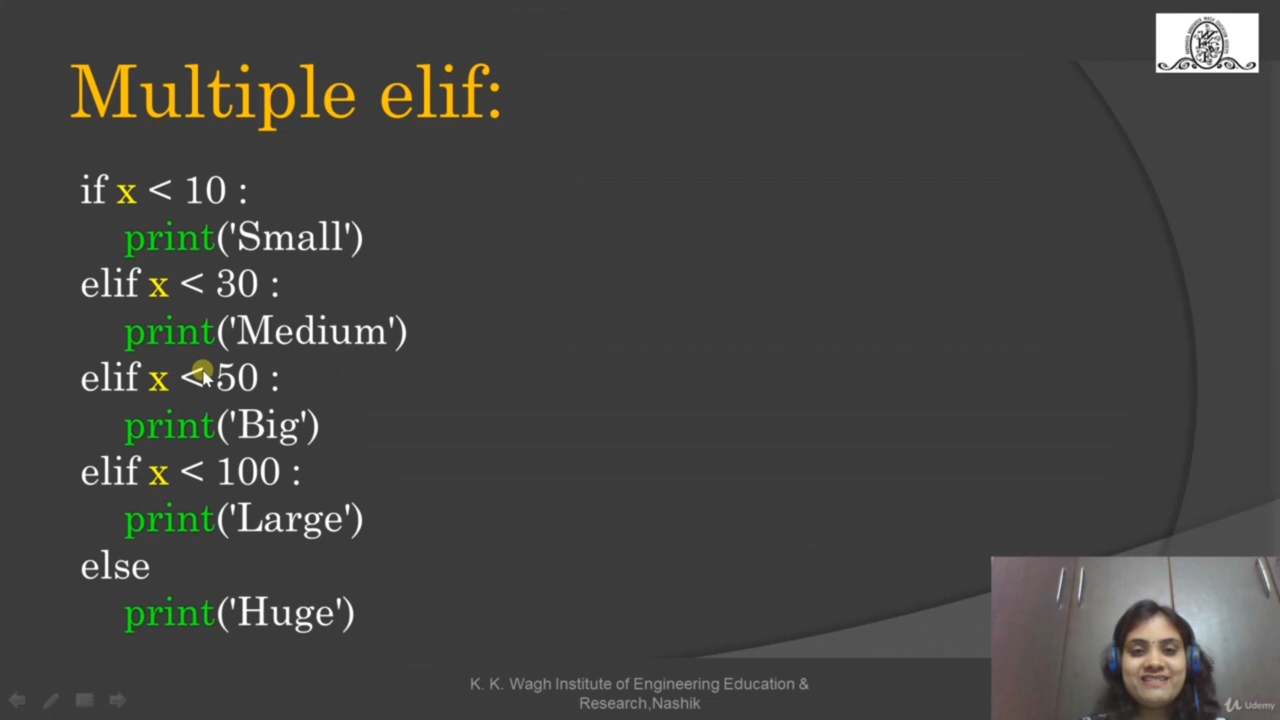 Multiple elif:
if x < 10 :
print('Small')
elif x < 30 :
print('Medium')
elif x < 50 :
print('Big')
elif x < 100 :
print('Large')
else
print('Huge')
K. K. Wagh Institute of Engineering Education &
Research,Nashik
Udemy